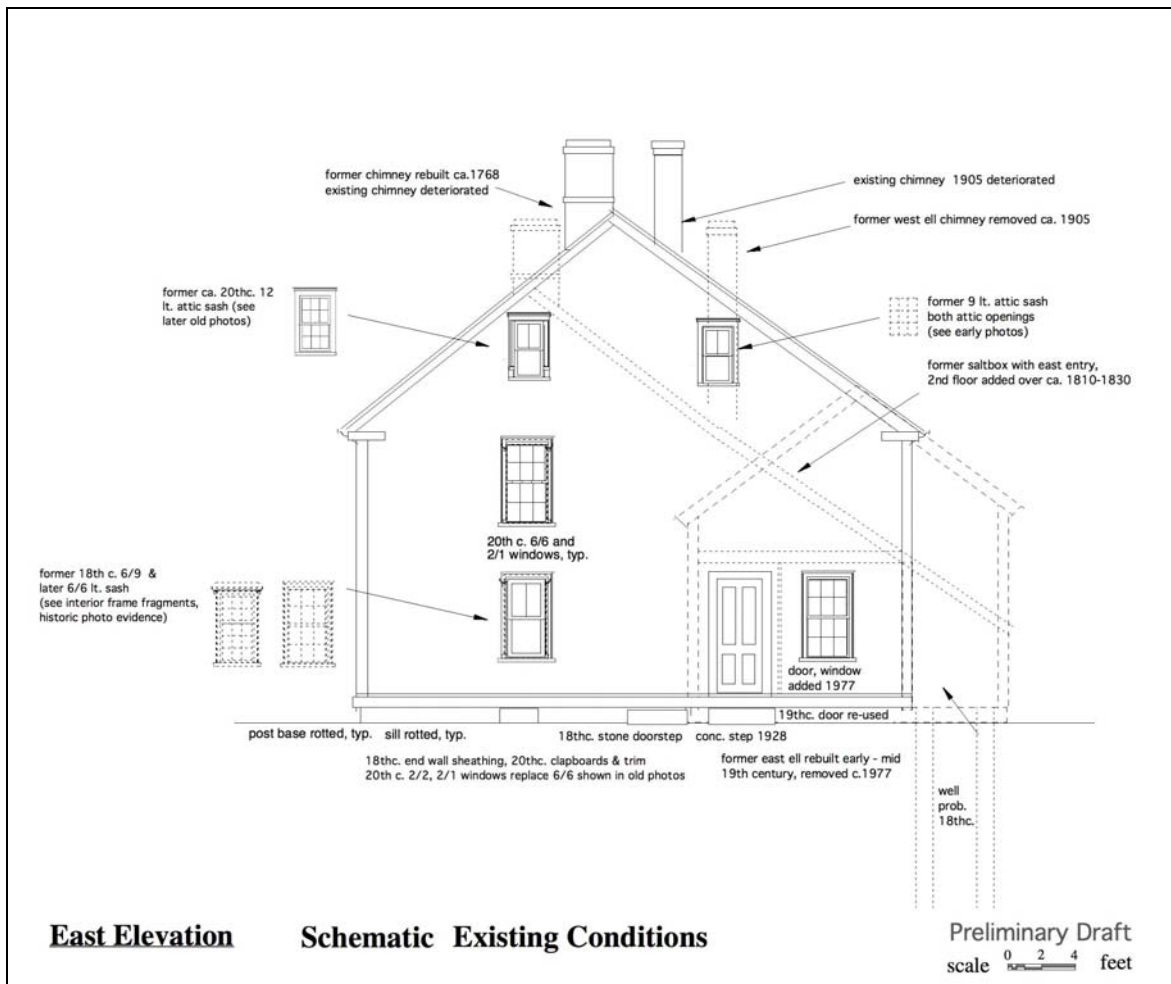 former chimney rebuilt ca.1768
existing chimney deteriorated
existing chimney 1905 deteriorated
former west ell chimney removed ca. 1905
former ca. 20thc. 12
lt. attic sash (see
later old photos)
former 9 lt. attic sash
both attic openings
(see early photos)
former saltbox with east entry,
2nd floor added over ca. 1810-1830
20th c. 6/6 and
2/1 windows, typ.
former 18th c. 6/9 &
later 6/6 lt. sash
(see interior frame fragments,
historic photo evidence)
door, window
added 1977
19thc. door re-used
post base rotted, typ.
sill rotted, typ.
18thc. stone doorstep
conc. step 1928
18thc. end wall sheathing, 20thc. clapboards & trim
20th c. 2/2, 2/1 windows replace 6/6 shown in old photos
former east ell rebuilt early - mid
19th century, removed c.1977
well
prob.
18thc.
East Elevation
Schematic Existing Conditions
Preliminary Draft
scale 0 2 4 feet